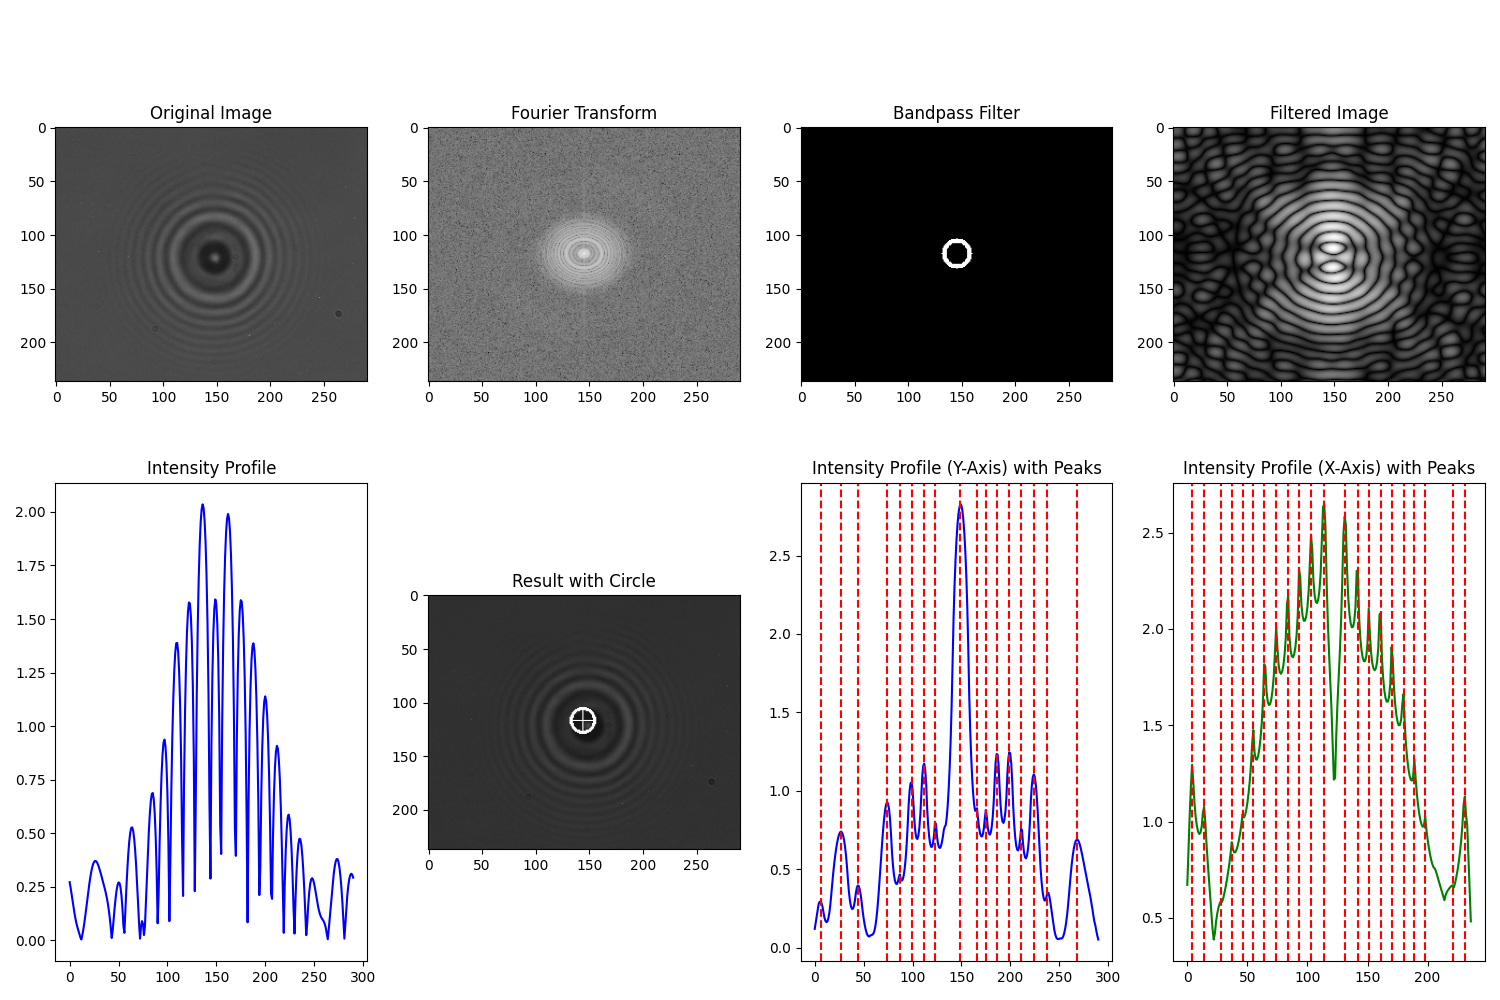 Original Image
Fourier Transform
Bandpass Filter
Filtered Image
0
50
100
150
200
0 50 100 150 200 250
0
50
100
150
200
0 50 100 150 200 250
0
50
100
150
200
0 50 100 150 200 250
0
50
100
150
200
0 50 100 150 200 250
Intensity Profile
2.00
1.75
1.50
1.25
1.00
0.75
0.50
0.25
0.00
0 50 100 150 200 250 300
Result with Circle
0
50
100
150
200
0 50 100 150 200 250
Intensity Profile (Y-Axis) with Peaks
2.5
2.0
1.5
1.0
0.5
0.0
0 50 100 150 200 250 300
Intensity Profile (X-Axis) with Peaks
2.5
2.0
1.5
1.0
0.5
0 50 100 150 200